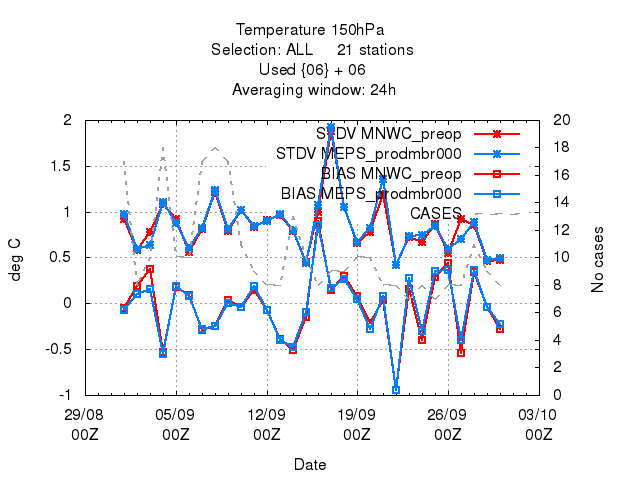 Temperature 150hPa
Selection: ALL 21 stations
Used {06} + 06
Averaging window: 24h
STDV MNWC_preop
STDV MEPS_prodmbr000
BIAS MNWC_preop
BIAS MEPS_prodmbr000
CASES
deg C
2
1.5
1
0.5
0
-0.5
-1
No cases
20
18
16
14
12
10
8
6
4
2
0
29/08 05/09 12/09 19/09 26/09 03/10
00Z 00Z 00Z 00Z 00Z 00Z
Date